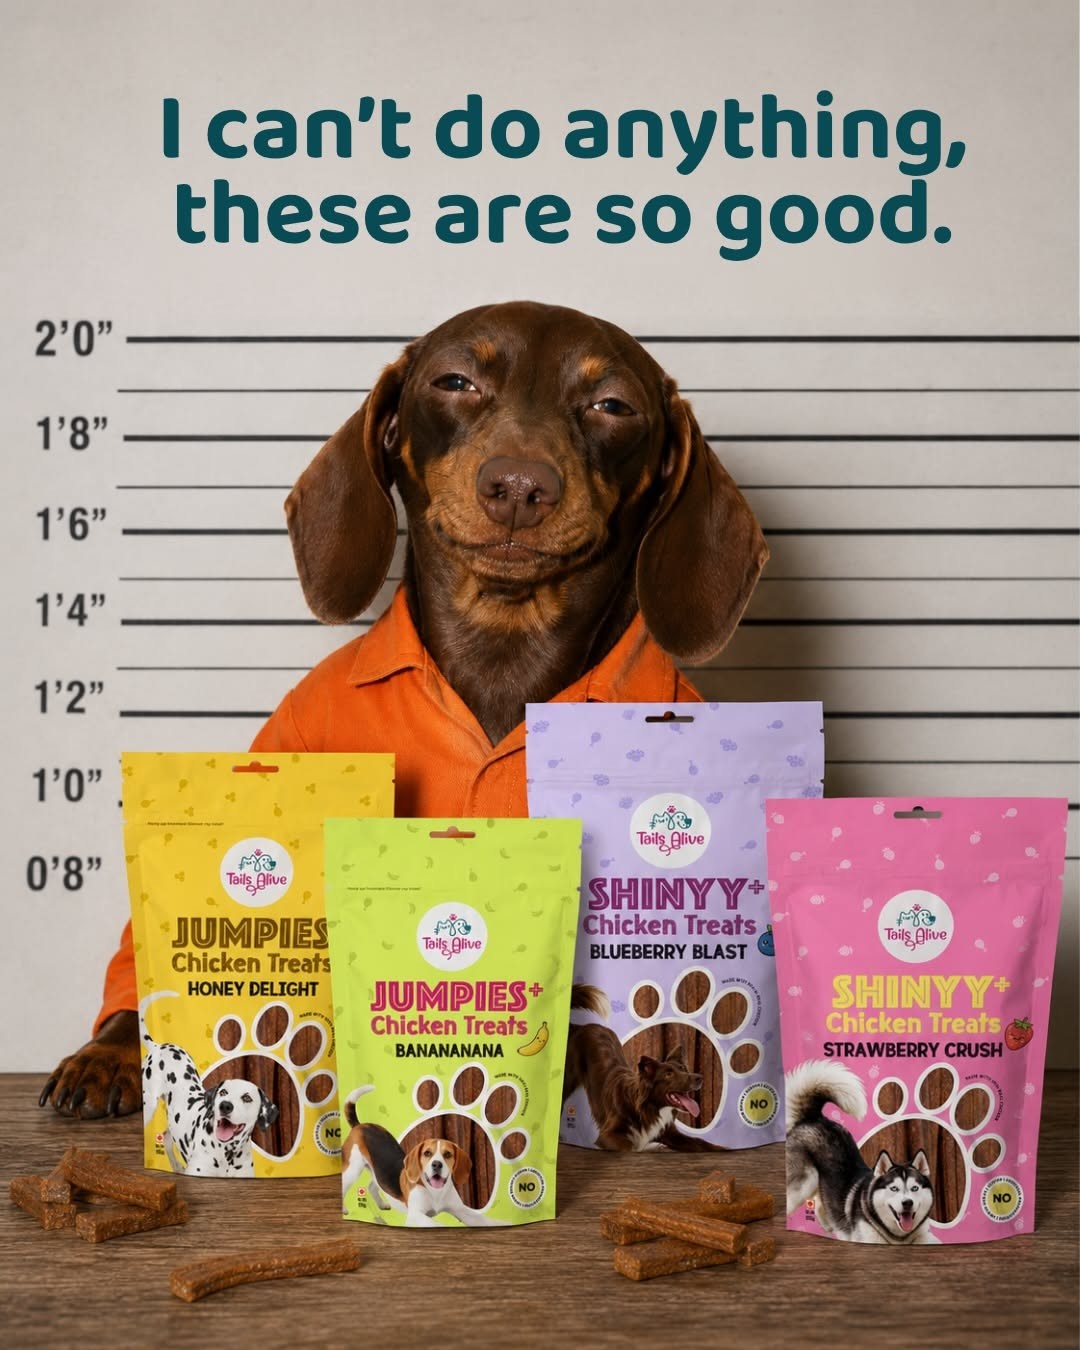 I can't do anything,
these are so good.
2'0"
1'8"
1'6"
1'4"
1'2"
1'0"
0'8"
Tails Alive
JUMPIES
Chicken Treats
HONEY DELIGHT
NO
Tails Alive
JUMPIES+
Chicken Treats
BANANANANA
NO
Tails Alive
SHINYY+
Chicken Treats
BLUEBERRY BLAST
NO
Tails Alive
SHINYY+
Chicken Treats
STRAWBERRY CRUSH
NO